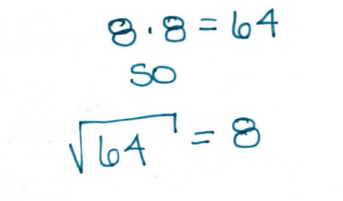 8 · 8 = 64
SO
√64 = 8